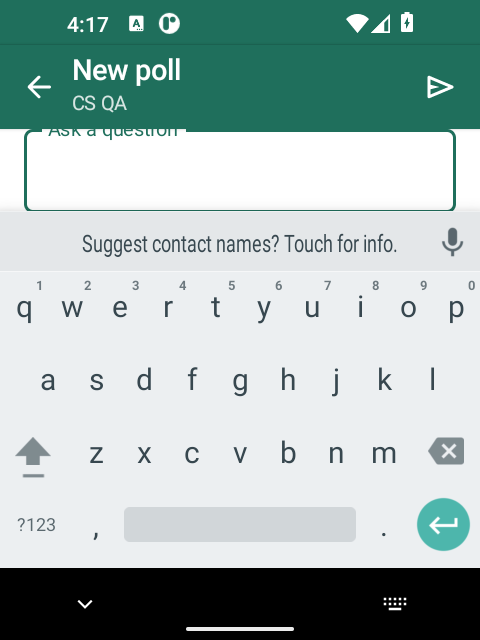 4:17
New poll
CS QA
Ask a question
Suggest contact names? Touch for info.
1 2 3 4 5 6 7 8 9 0
q w e r t y u i o p
a s d f g h j k l
z x c v b n m
?123 , .